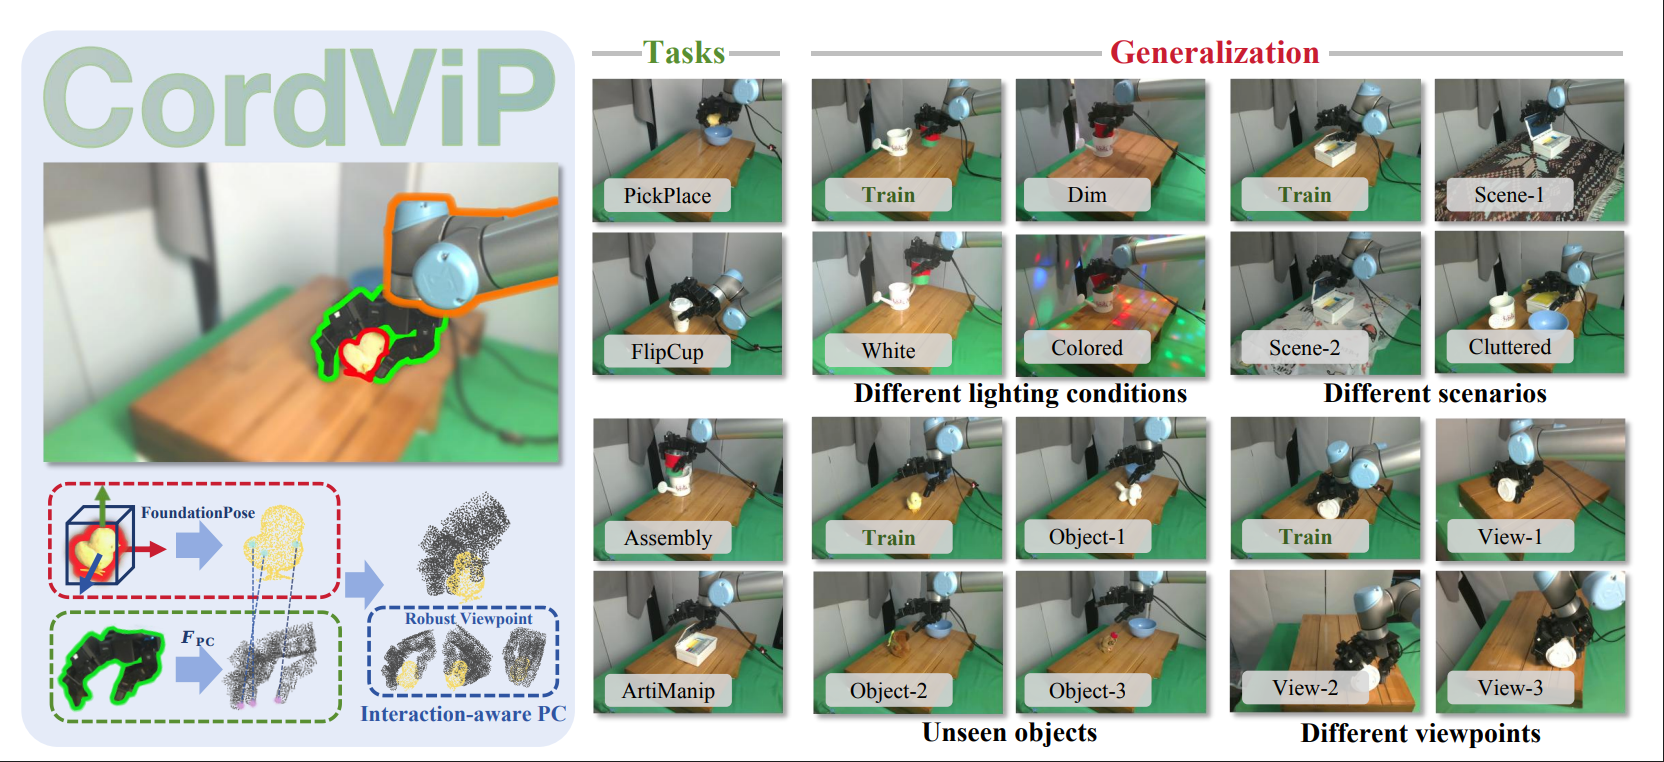 CordViP
FoundationPose
F PC
Robust Viewpoint
Interaction-aware PC
Tasks
PickPlace
FlipCup
Assembly
ArtiManip
Generalization
Train
Dim
White
Colored
Different lighting conditions
Train
Scene-1
Scene-2
Cluttered
Different scenarios
Train
Object-1
Object-2
Object-3
Unseen objects
Train
View-1
View-2
View-3
Different viewpoints